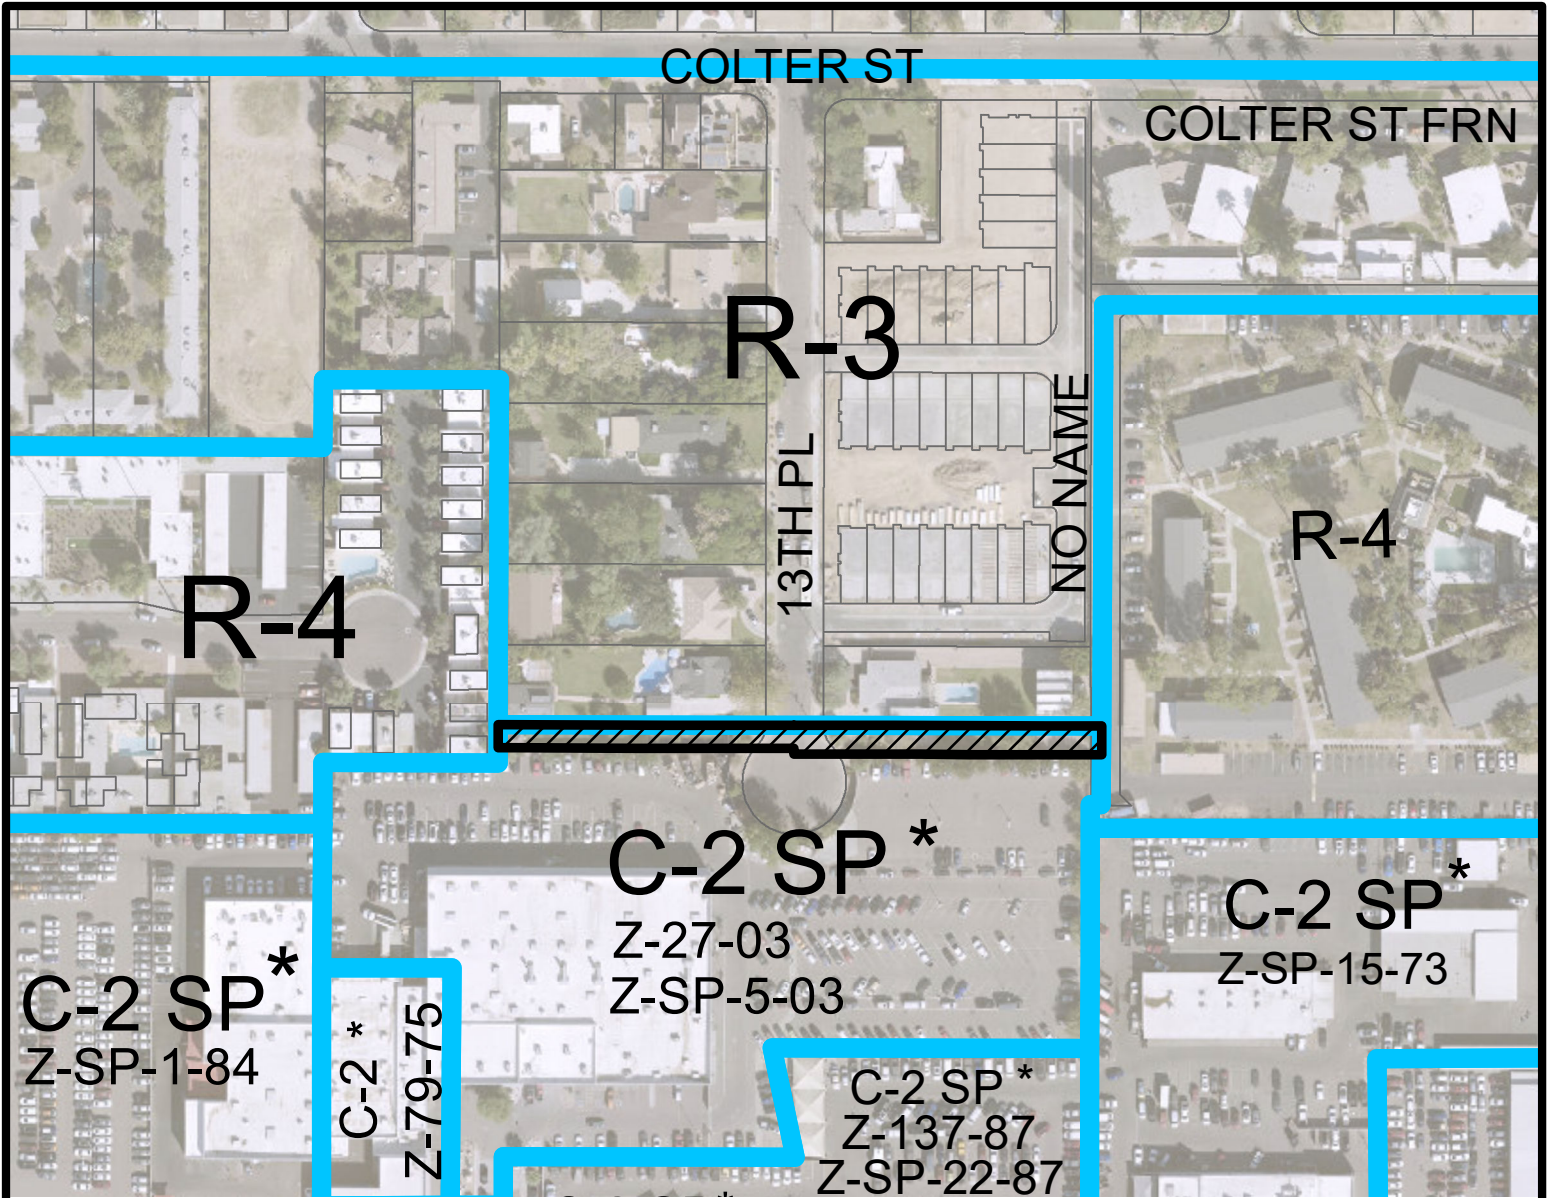 COLTER ST
COLTER ST FRN
R-3
NO NAME
13TH PL
R-4
R-4
C-2 SP *
Z-27-03
Z-SP-5-03
C-2 SP*
Z-SP-15-73
C-2 SP*
Z-SP-1-84
C-2 *
Z-79-75
C-2 SP *
Z-137-87
Z-SP-22-87